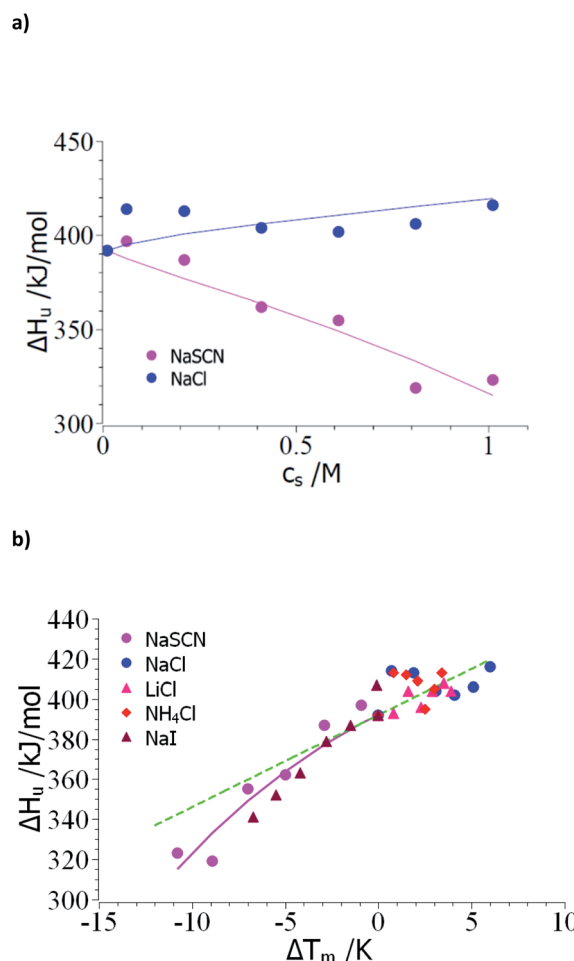 a)
450
400
350
300
ΔHᵤ /kJ/mol
NaSCN
NaCl
0
0.5
1
cₛ /M
b)
440
420
400
380
360
340
320
300
ΔHᵤ /kJ/mol
NaSCN
NaCl
LiCl
NH₄Cl
NaI
-15
-10
-5
0
5
10
ΔTₘ /K